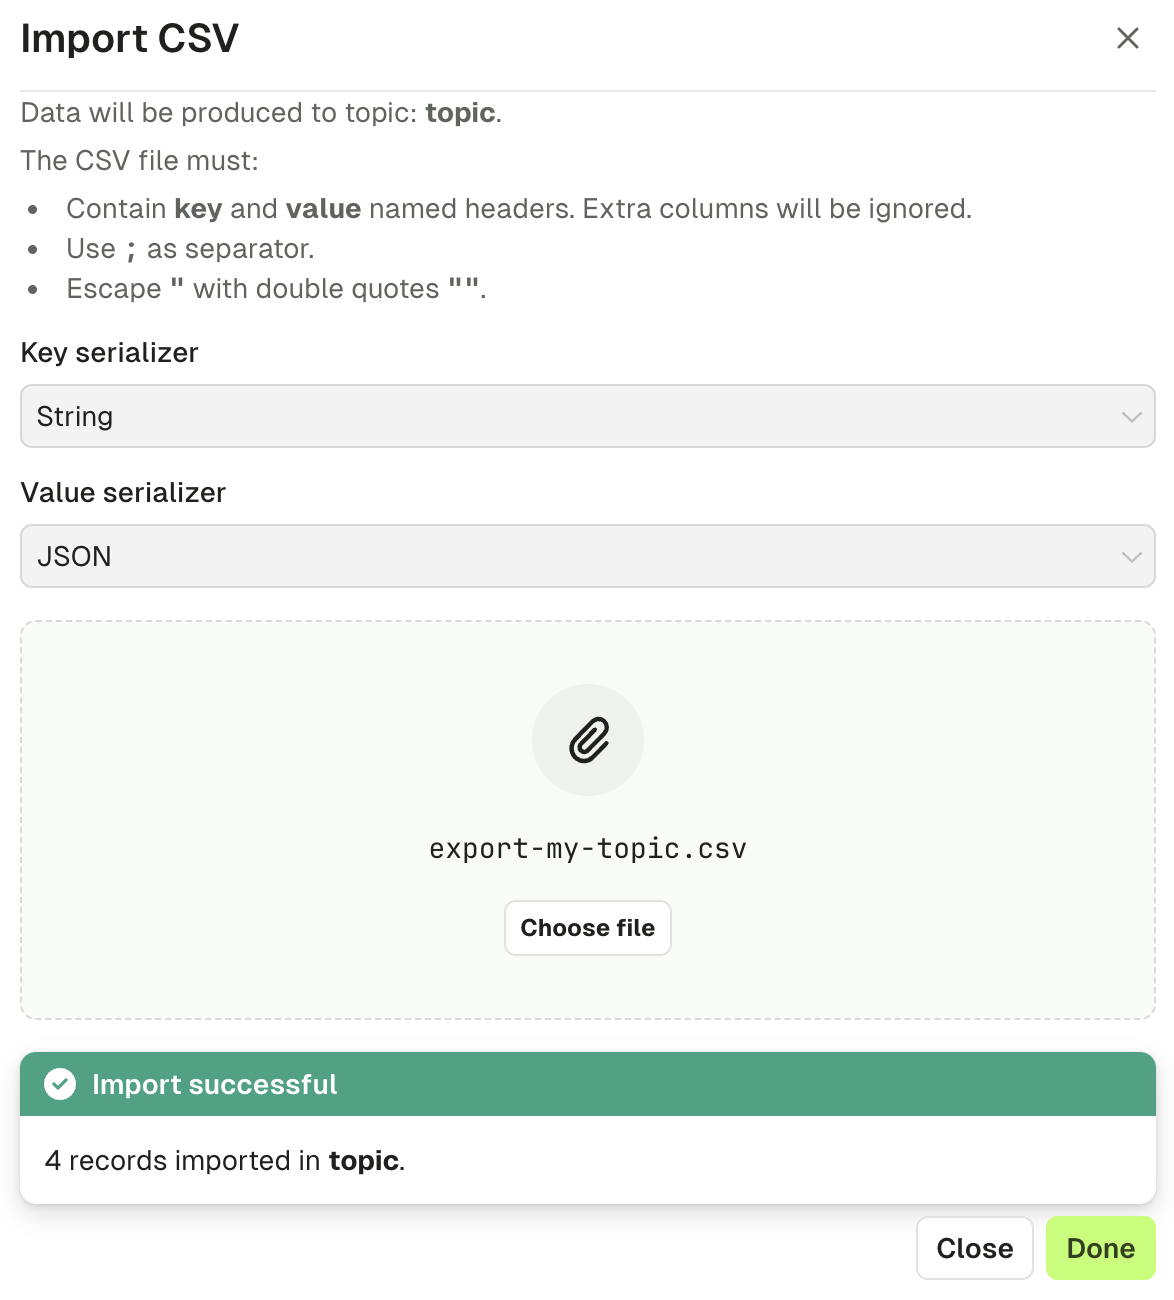 Import CSV
Data will be produced to topic: topic.
The CSV file must:
Contain key and value named headers. Extra columns will be ignored.
Use ; as separator.
Escape " with double quotes "".
Key serializer
String
Value serializer
JSON
export-my-topic.csv
Choose file
Import successful
4 records imported in topic.
Close Done